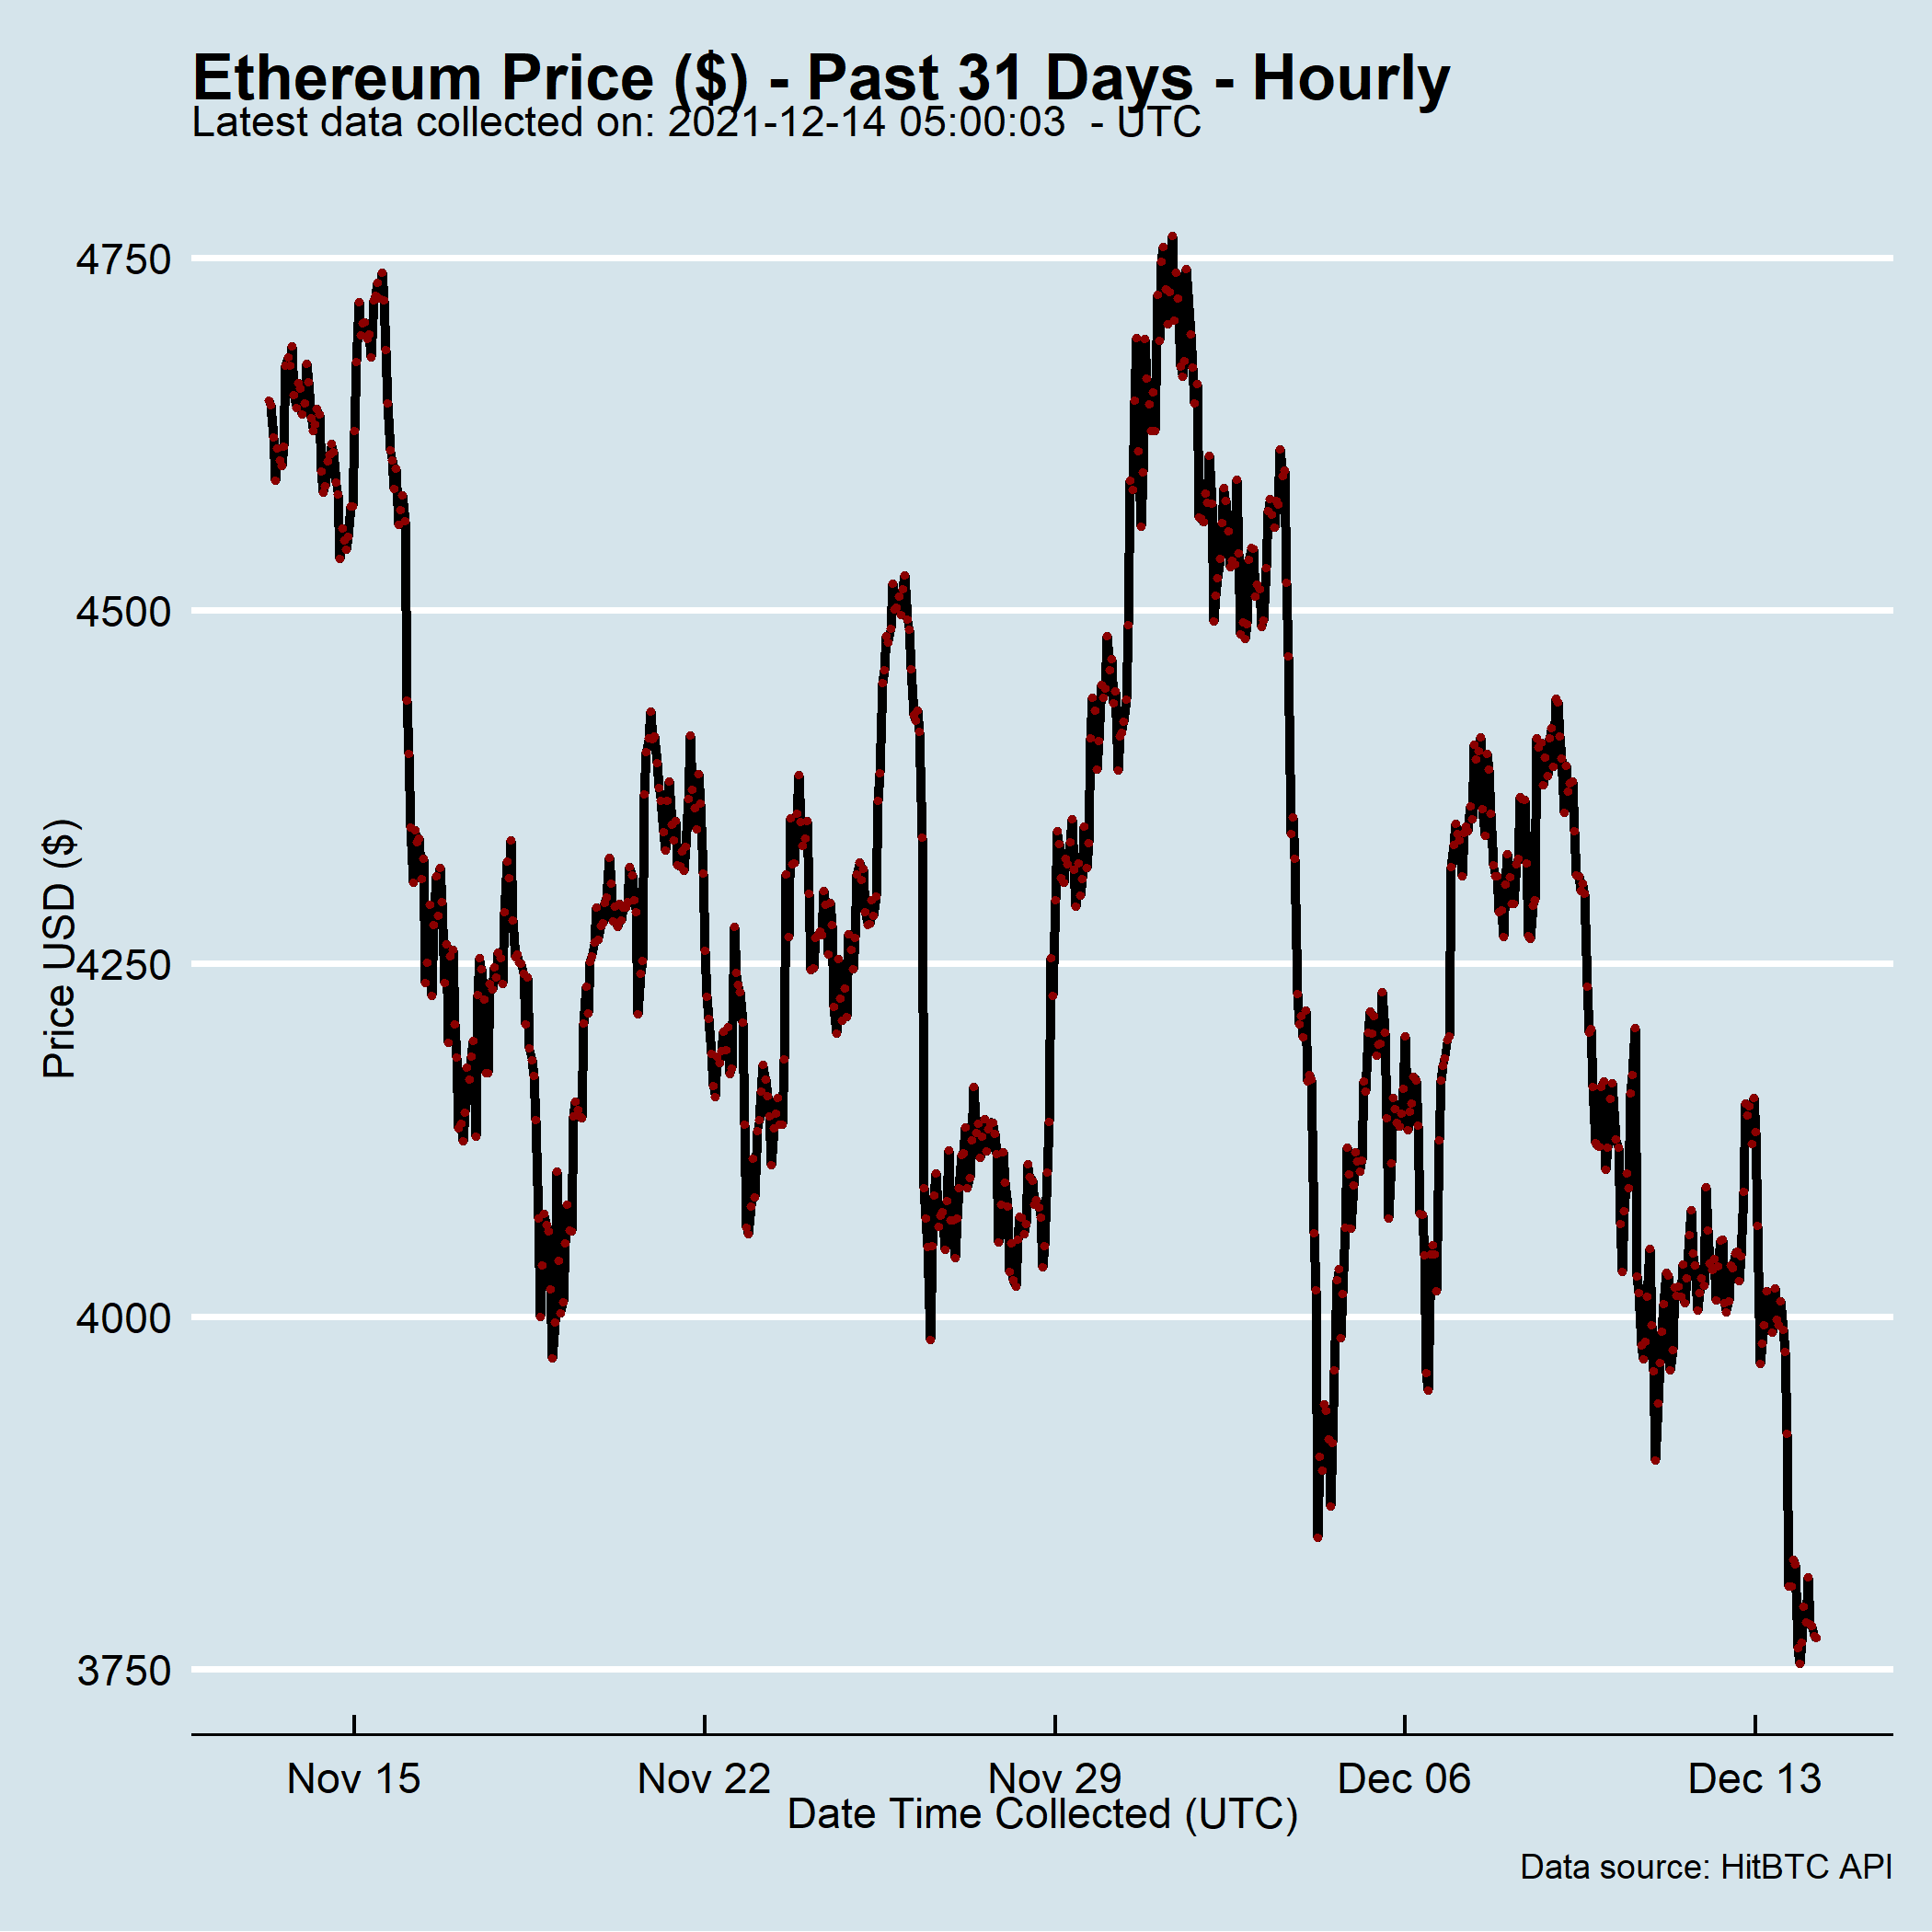 Ethereum Price ($) - Past 31 Days - Hourly
Latest data collected on: 2021-12-14 05:00:03  - UTC
4750
4500
4250
4000
3750
Price USD ($)
Nov 15
Nov 22
Nov 29
Dec 06
Dec 13
Date Time Collected (UTC)
Data source: HitBTC API